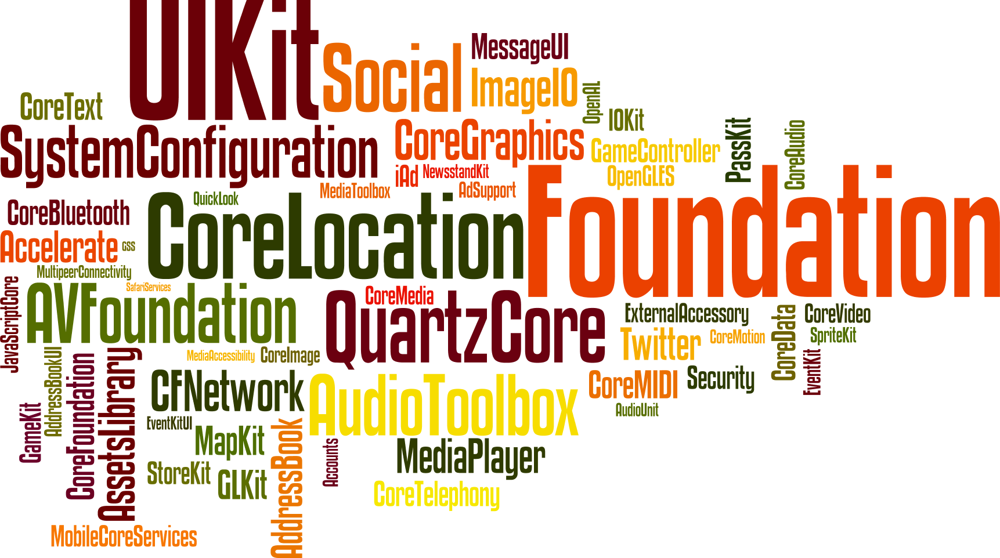 UIKit
Social
MessageUI
ImageIO
OpenAL
CoreText
IOKit
PassKit
CoreAudio
SystemConfiguration
CoreGraphics
GameController
iAd
NewsstandKit
OpenGLES
MediaToolbox
AdSupport
QuickLook
CoreBluetooth
CoreLocation
Foundation
Accelerate
GSS
MultipeerConnectivity
SafariServices
JavaScriptCore
AVFoundation
CoreMedia
QuartzCore
ExternalAccessory
CoreData
CoreVideo
Twitter
CoreMotion
SpriteKit
EventKit
AddressBookUI
CoreFoundation
AssetsLibrary
MediaAccessibility
CoreImage
CFNetwork
AudioToolbox
CoreMIDI
Security
AudioUnit
GameKit
EventKitUI
MapKit
AddressBook
Accounts
MediaPlayer
StoreKit
GLKit
CoreTelephony
MobileCoreServices